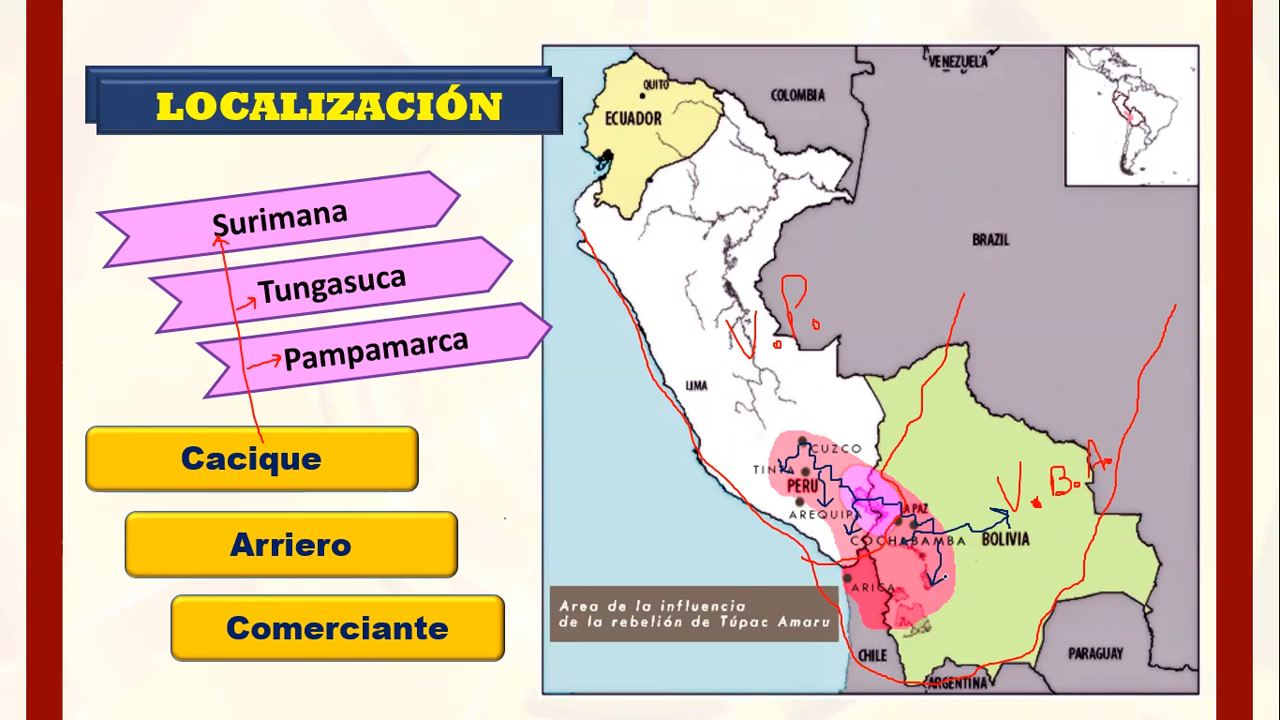 LOCALIZACIÓN
Surimana
Tungasuca
Pampamarca
Cacique
Arriero
Comerciante
VENEZUELA
QUITO
COLOMBIA
ECUADOR
BRAZIL
V.P.
LIMA
CUZCO
TINTA
PERU
AREQUIPA
LA PAZ
V.B.A.
COCHABAMBA
BOLIVIA
ARICA
Area de la influencia
de la rebelión de Túpac Amaru
CHILE
PARAGUAY
ARGENTINA